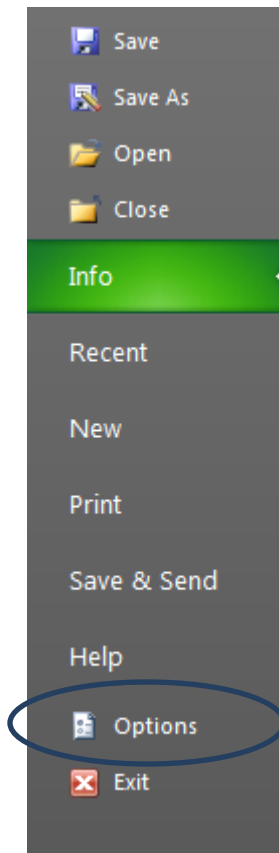 Save
Save As
Open
Close
Info
Recent
New
Print
Save & Send
Help
Options
Exit